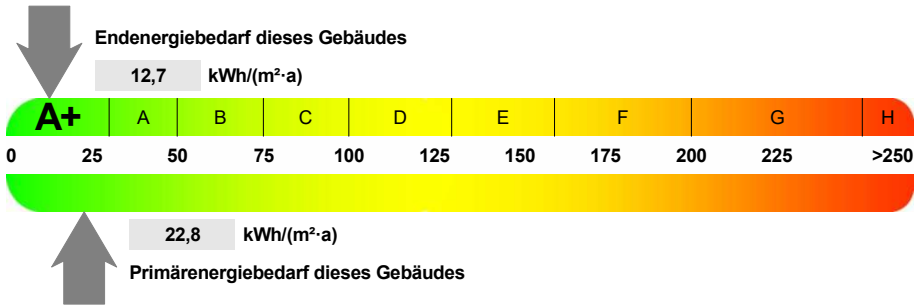 Endenergiebedarf dieses Gebäudes
12,7 kWh/(m²·a)
A+ A B C D E F G H
0 25 50 75 100 125 150 175 200 225 >250
22,8 kWh/(m²·a)
Primärenergiebedarf dieses Gebäudes